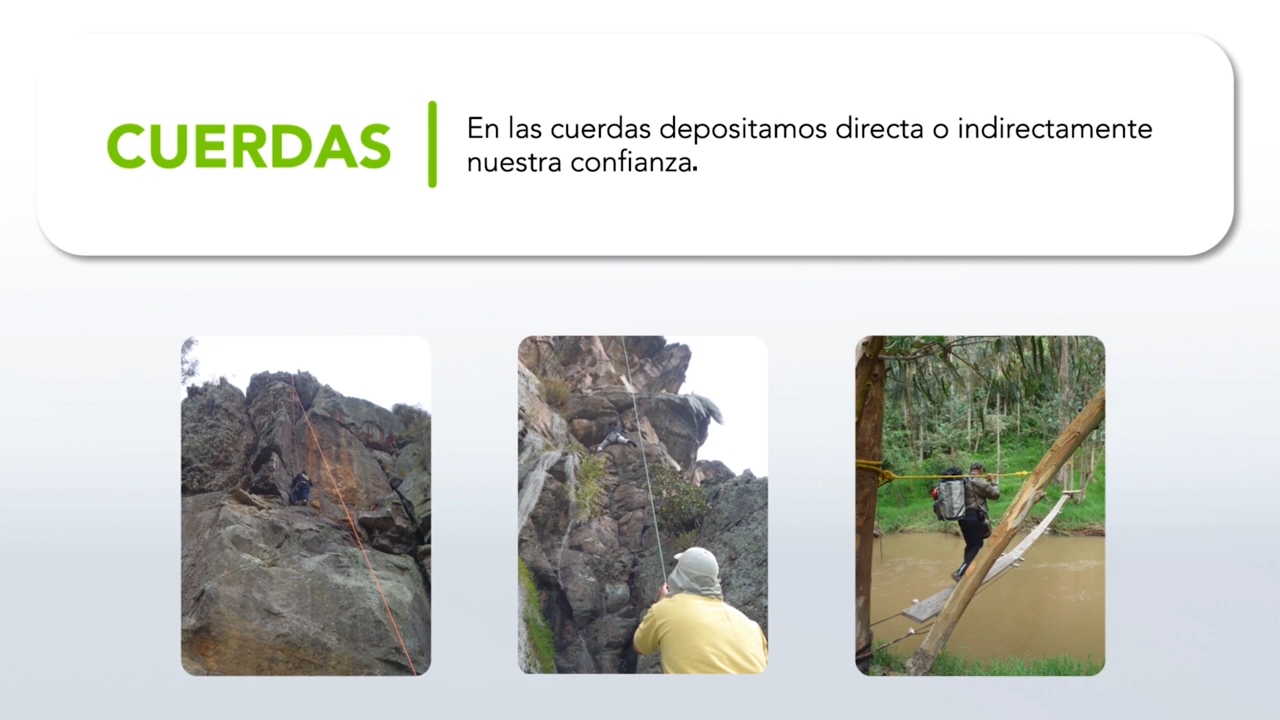 CUERDAS
En las cuerdas depositamos directa o indirectamente
nuestra confianza.